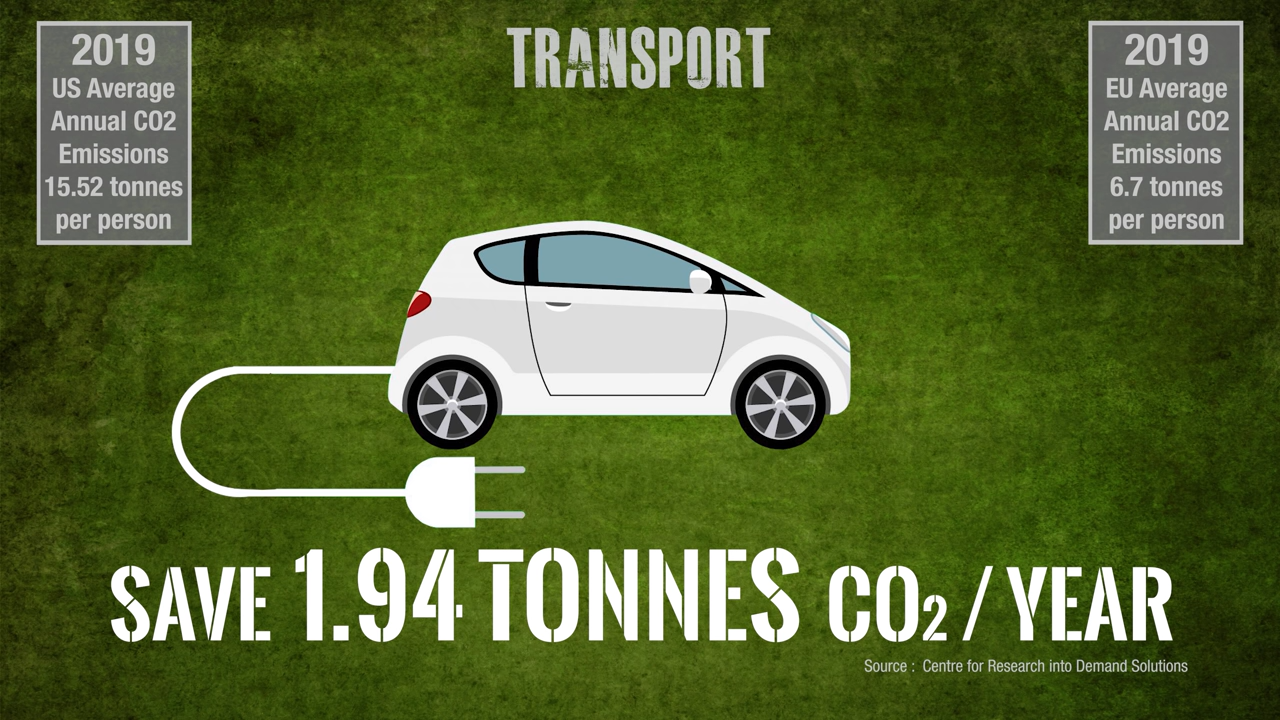 TRANSPORT
2019
US Average
Annual CO2
Emissions
15.52 tonnes
per person
2019
EU Average
Annual CO2
Emissions
6.7 tonnes
per person
SAVE 1.94 TONNES CO₂ / YEAR
Source : Centre for Research into Demand Solutions